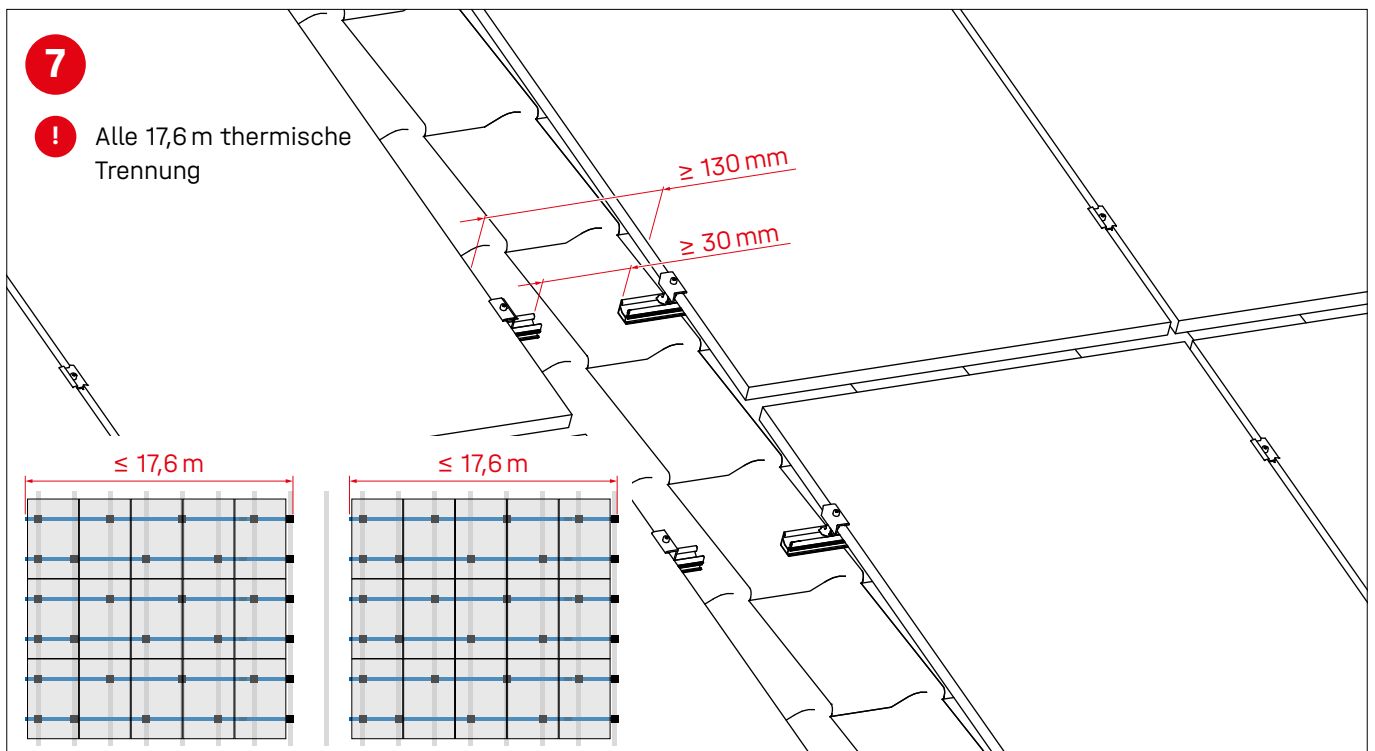 7
! Alle 17,6 m thermische
Trennung
≥ 130 mm
≥ 30 mm
≤ 17,6 m
≤ 17,6 m